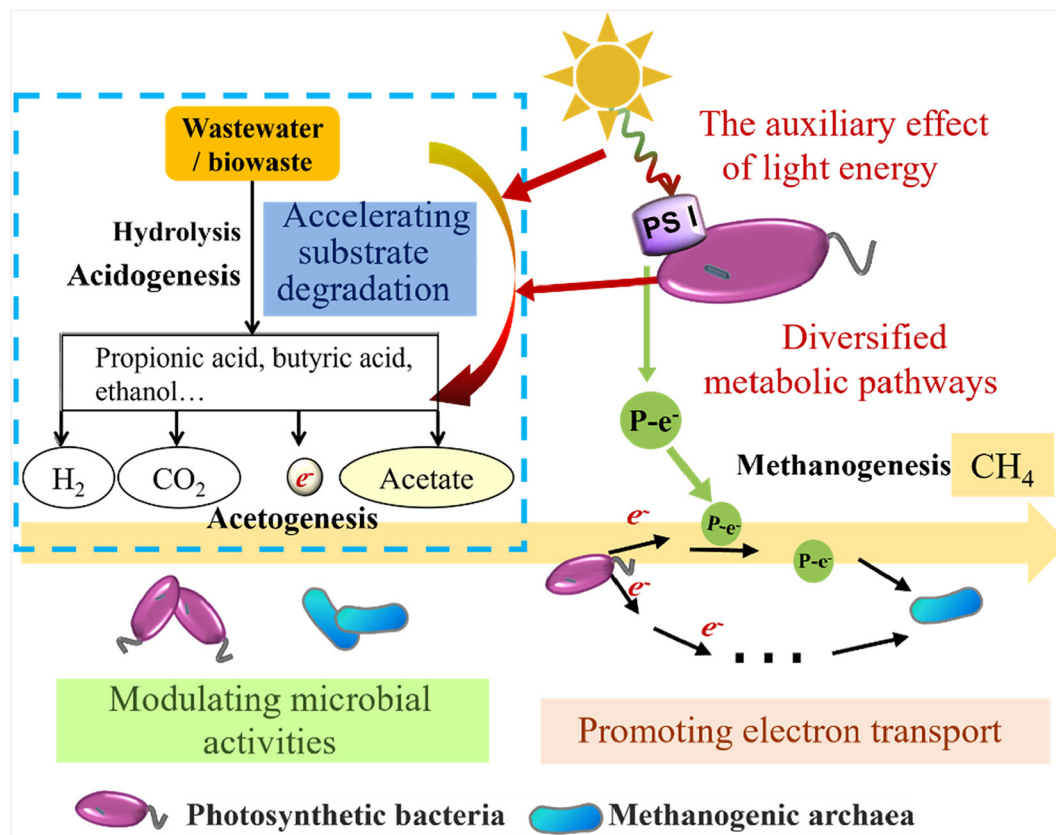 Wastewater
/ biowaste
Hydrolysis
Acidogenesis
Accelerating
substrate
degradation
Propionic acid, butyric acid,
ethanol…
H₂
CO₂
e⁻
Acetate
Acetogenesis
The auxiliary effect
of light energy
PS I
Diversified
metabolic pathways
P-e⁻
Methanogenesis
CH₄
e⁻
P-e⁻
P-e⁻
e⁻
e⁻
. . .
Modulating microbial
activities
Promoting electron transport
Photosynthetic bacteria
Methanogenic archaea